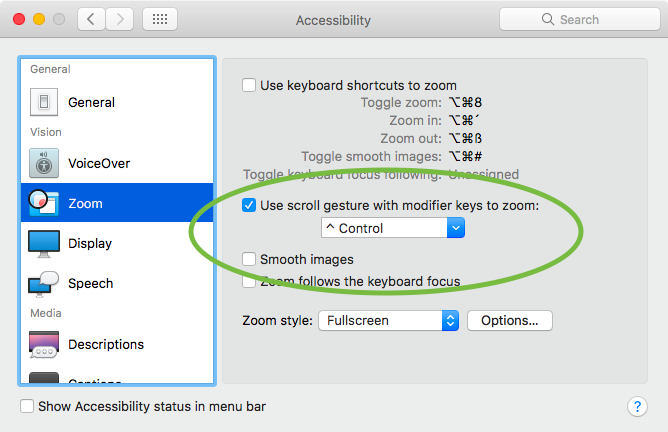 Accessibility
Search
General
General
Vision
VoiceOver
Zoom
Display
Speech
Media
Descriptions
Captions
Use keyboard shortcuts to zoom
Toggle zoom: ⌥⌘8
Zoom in: ⌥⌘´
Zoom out: ⌥⌘ß
Toggle smooth images: ⌥⌘#
Toggle keyboard focus following: Unassigned
Use scroll gesture with modifier keys to zoom:
^ Control
Smooth images
Zoom follows the keyboard focus
Zoom style: Fullscreen Options...
Show Accessibility status in menu bar ?